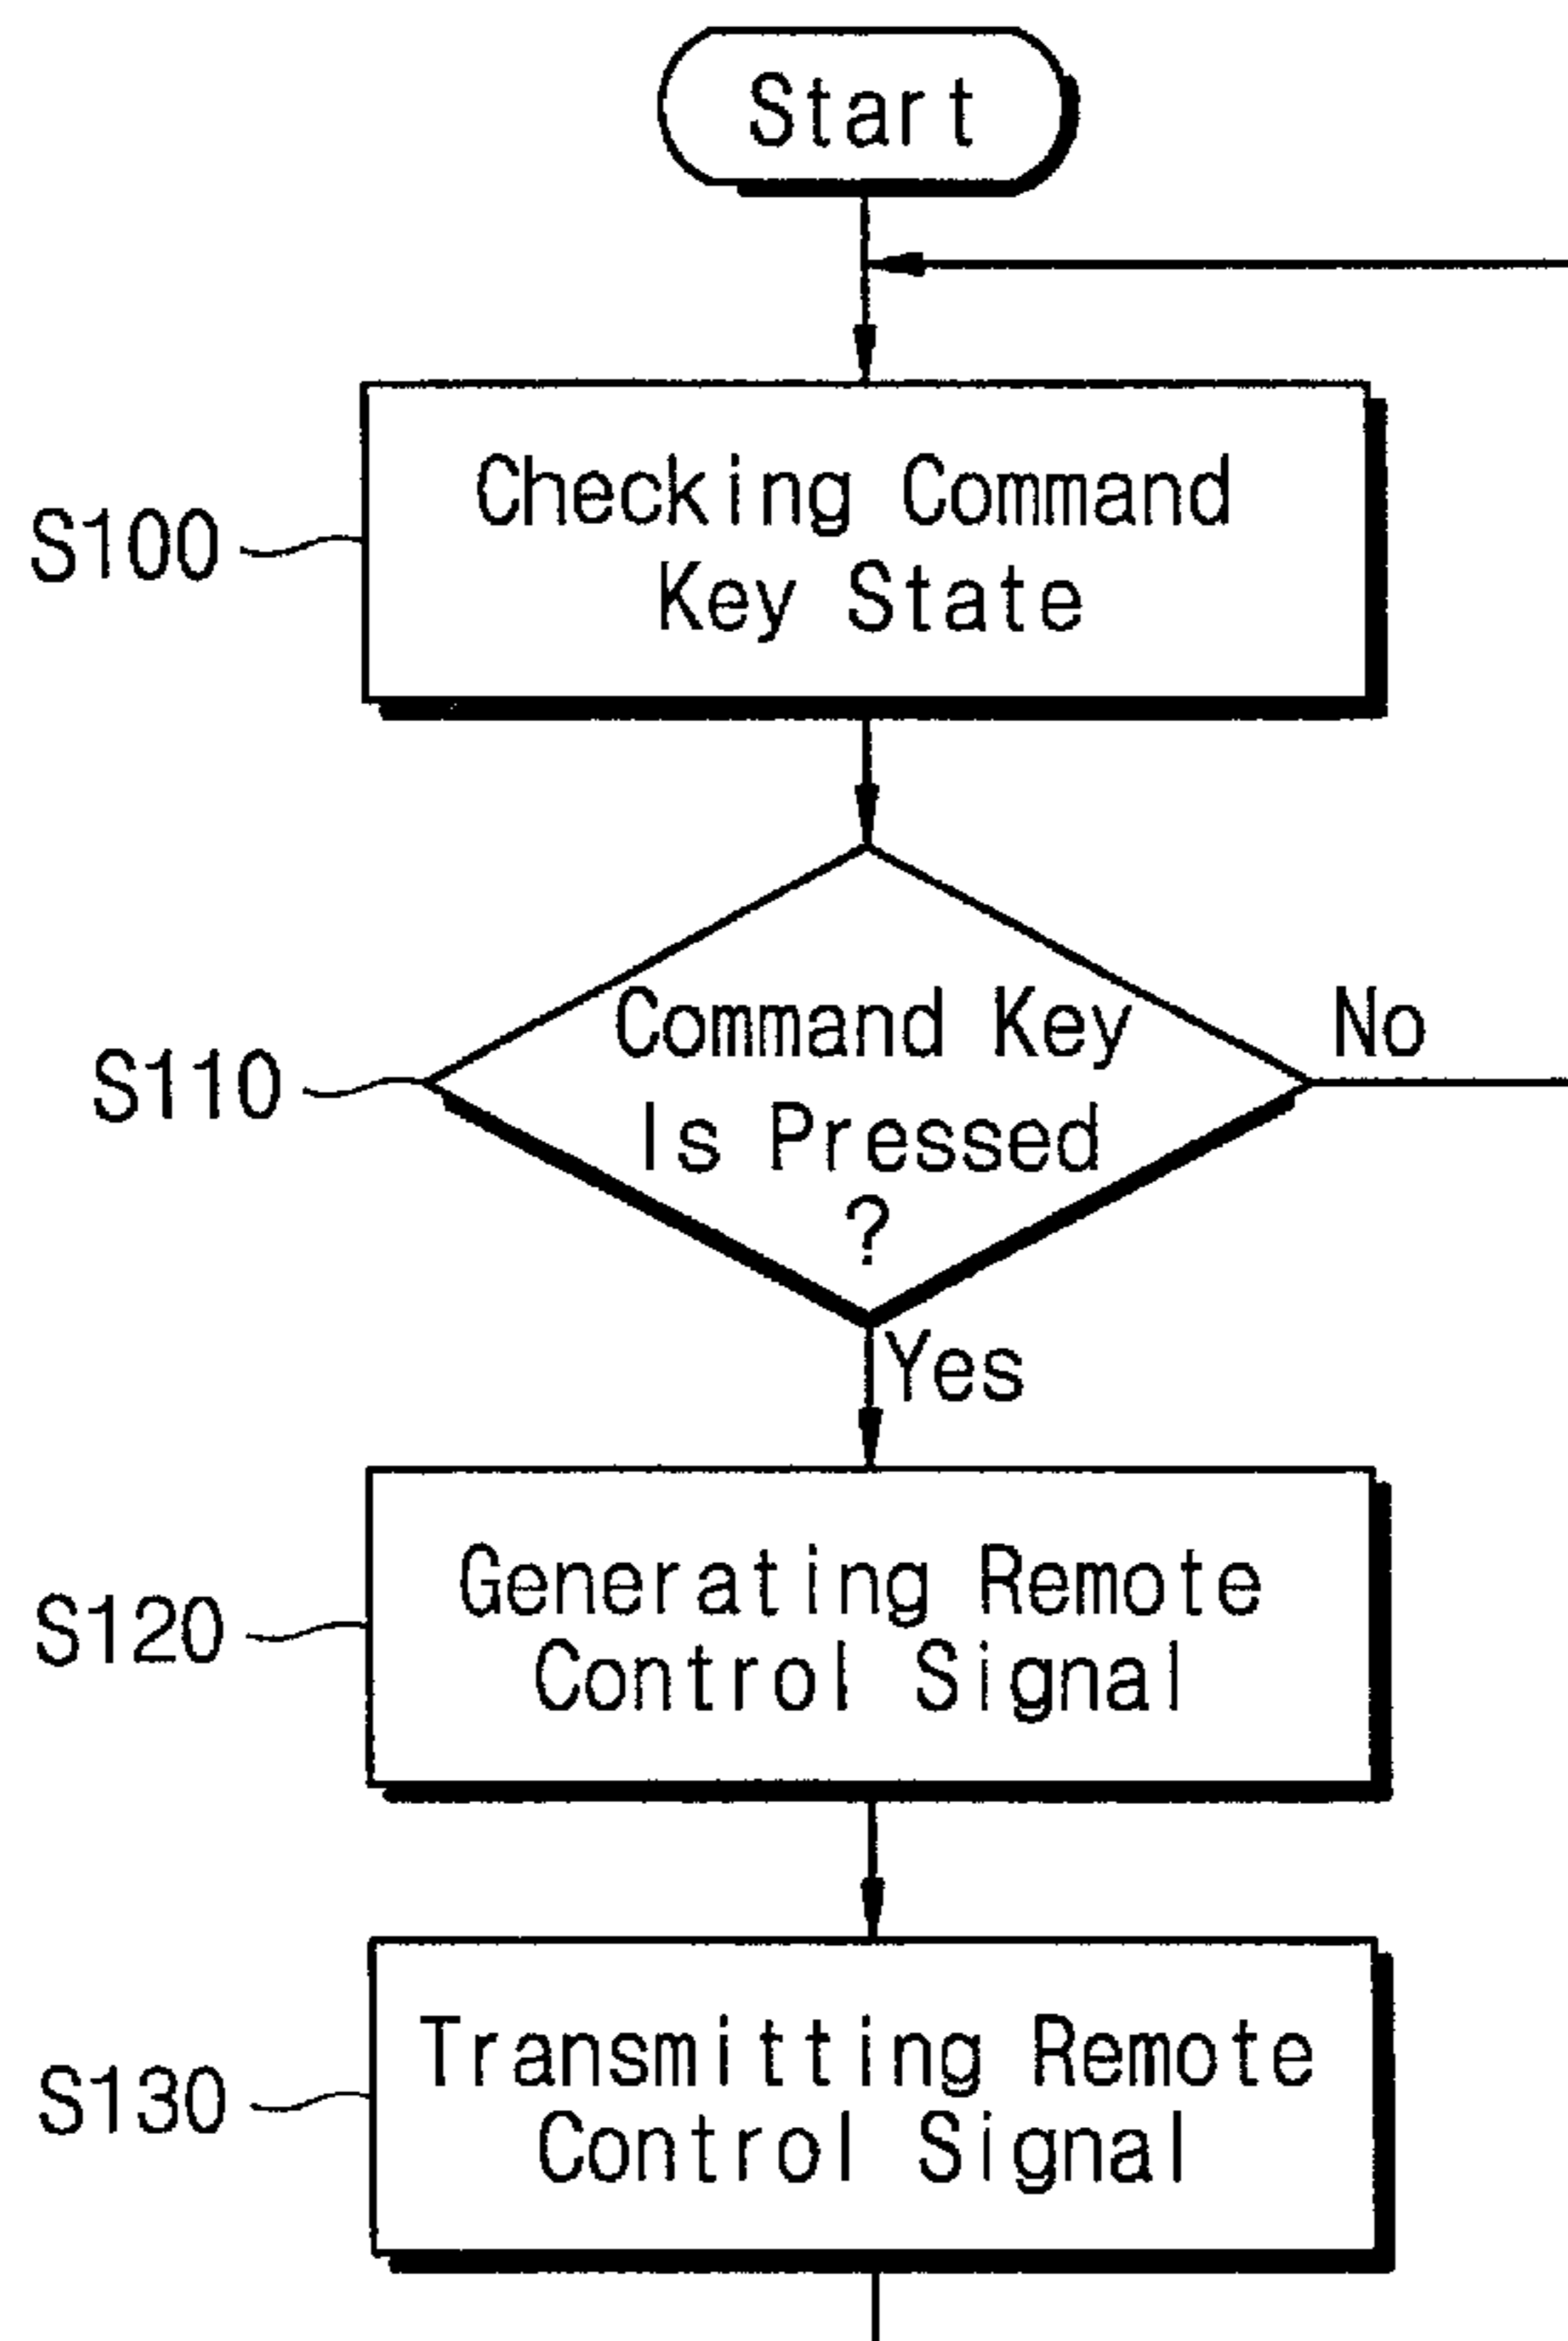 Start
Checking Command
Key State
S100
Command Key
Is Pressed
?
S110
No
Yes
Generating Remote
Control Signal
S120
Transmitting Remote
Control Signal
S130